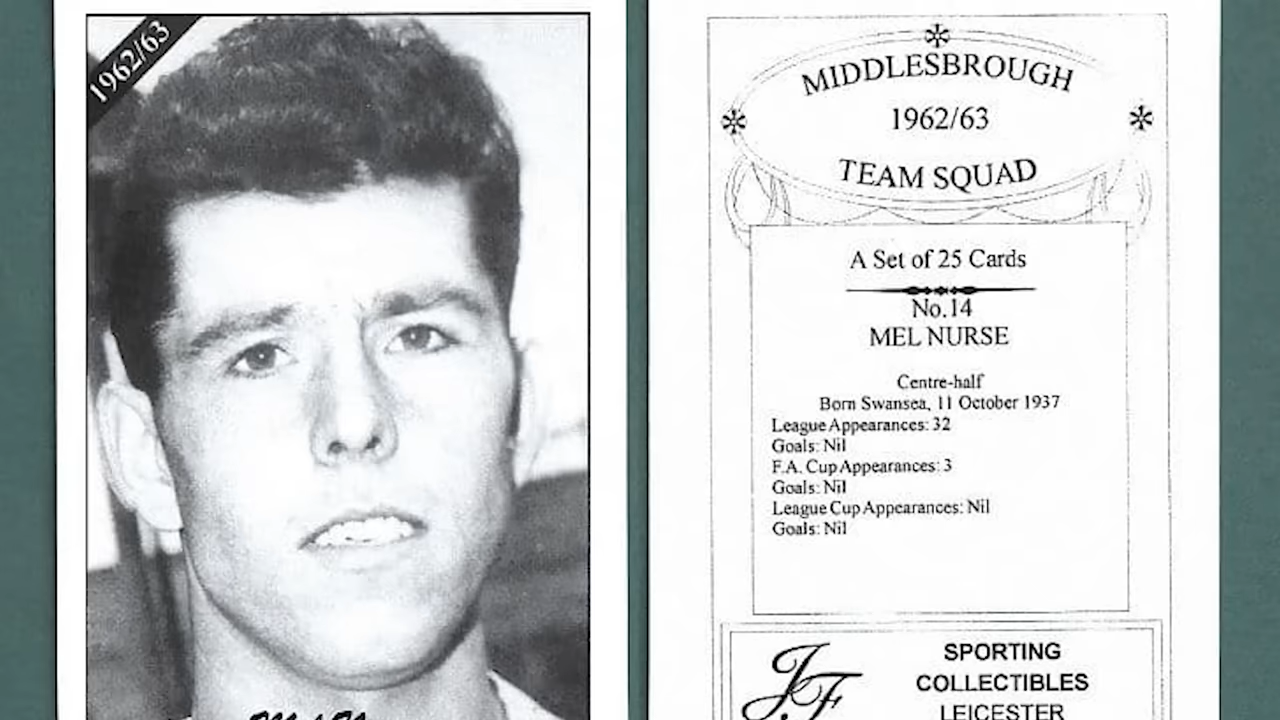 1962/63
MIDDLESBROUGH
1962/63
TEAM SQUAD
A Set of 25 Cards
No.14
MEL NURSE
Centre-half
Born Swansea, 11 October 1937
League Appearances: 32
Goals: Nil
F.A. Cup Appearances: 3
Goals: Nil
League Cup Appearances: Nil
Goals: Nil
J.F
SPORTING
COLLECTIBLES
LEICESTER